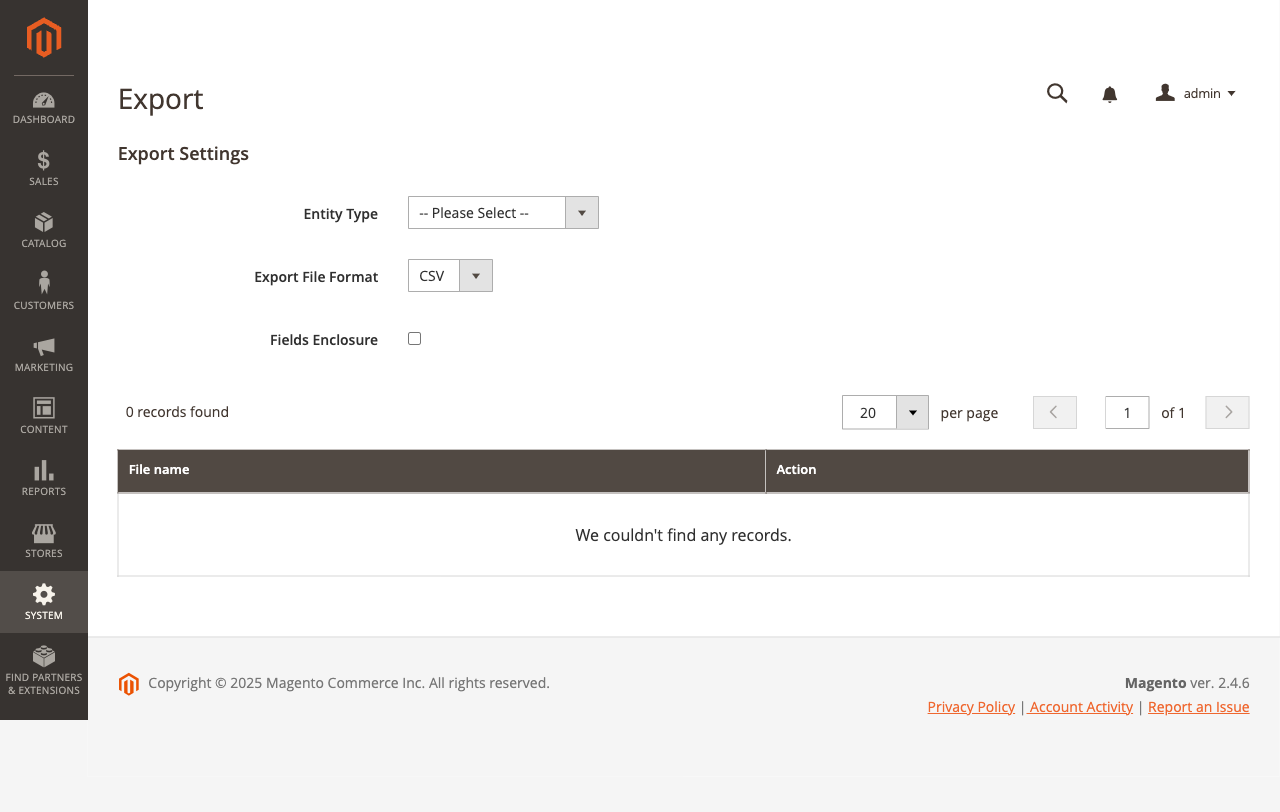 DASHBOARD
SALES
CATALOG
CUSTOMERS
MARKETING
CONTENT
REPORTS
STORES
SYSTEM
FIND PARTNERS
& EXTENSIONS
Export
admin
Export Settings
Entity Type
-- Please Select --
Export File Format
CSV
Fields Enclosure
0 records found
20
per page
1
of 1
File name
Action
We couldn't find any records.
Copyright © 2025 Magento Commerce Inc. All rights reserved.
Magento ver. 2.4.6
Privacy Policy | Account Activity | Report an Issue